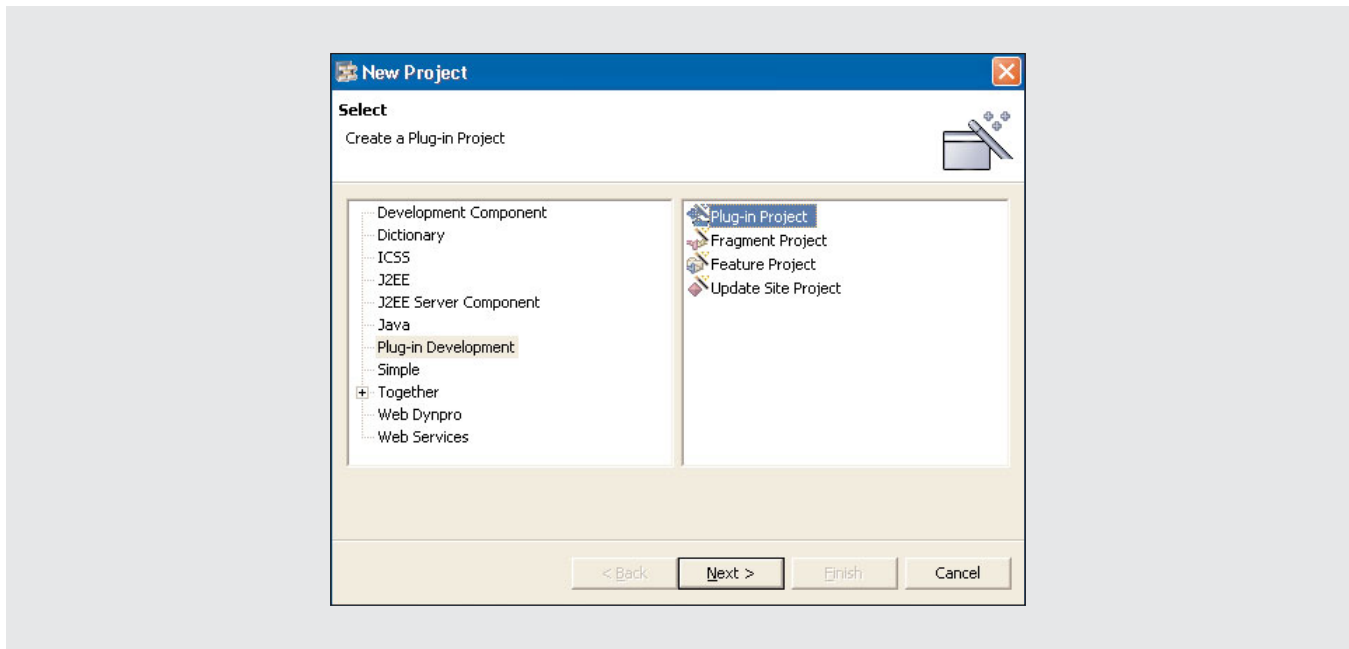 New Project
Select
Create a Plug-in Project
Development Component
Dictionary
ICSS
J2EE
J2EE Server Component
Java
Plug-in Development
Simple
Together
Web Dynpro
Web Services
Plug-in Project
Fragment Project
Feature Project
Update Site Project
< Back
Next >
Finish
Cancel